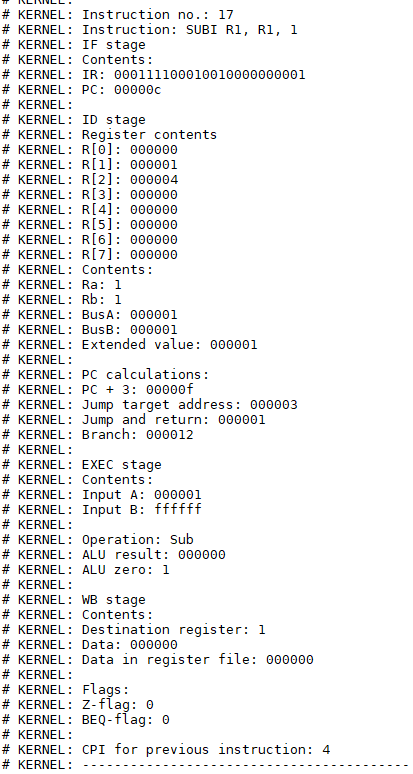 # KERNEL:
# KERNEL: Instruction no.: 17
# KERNEL: Instruction: SUBI R1, R1, 1
# KERNEL: IF stage
# KERNEL: Contents:
# KERNEL: IR: 000111100010010000000001
# KERNEL: PC: 00000c
# KERNEL:
# KERNEL: ID stage
# KERNEL: Register contents
# KERNEL: R[0]: 000000
# KERNEL: R[1]: 000001
# KERNEL: R[2]: 000004
# KERNEL: R[3]: 000000
# KERNEL: R[4]: 000000
# KERNEL: R[5]: 000000
# KERNEL: R[6]: 000000
# KERNEL: R[7]: 000000
# KERNEL: Contents:
# KERNEL: Ra: 1
# KERNEL: Rb: 1
# KERNEL: BusA: 000001
# KERNEL: BusB: 000001
# KERNEL: Extended value: 000001
# KERNEL:
# KERNEL: PC calculations:
# KERNEL: PC + 3: 00000f
# KERNEL: Jump target address: 000003
# KERNEL: Jump and return: 000001
# KERNEL: Branch: 000012
# KERNEL:
# KERNEL: EXEC stage
# KERNEL: Contents:
# KERNEL: Input A: 000001
# KERNEL: Input B: ffffff
# KERNEL:
# KERNEL: Operation: Sub
# KERNEL: ALU result: 000000
# KERNEL: ALU zero: 1
# KERNEL:
# KERNEL: WB stage
# KERNEL: Contents:
# KERNEL: Destination register: 1
# KERNEL: Data: 000000
# KERNEL: Data in register file: 000000
# KERNEL:
# KERNEL: Flags:
# KERNEL: Z-flag: 0
# KERNEL: BEQ-flag: 0
# KERNEL:
# KERNEL: CPI for previous instruction: 4
# KERNEL: -----------------------------------------